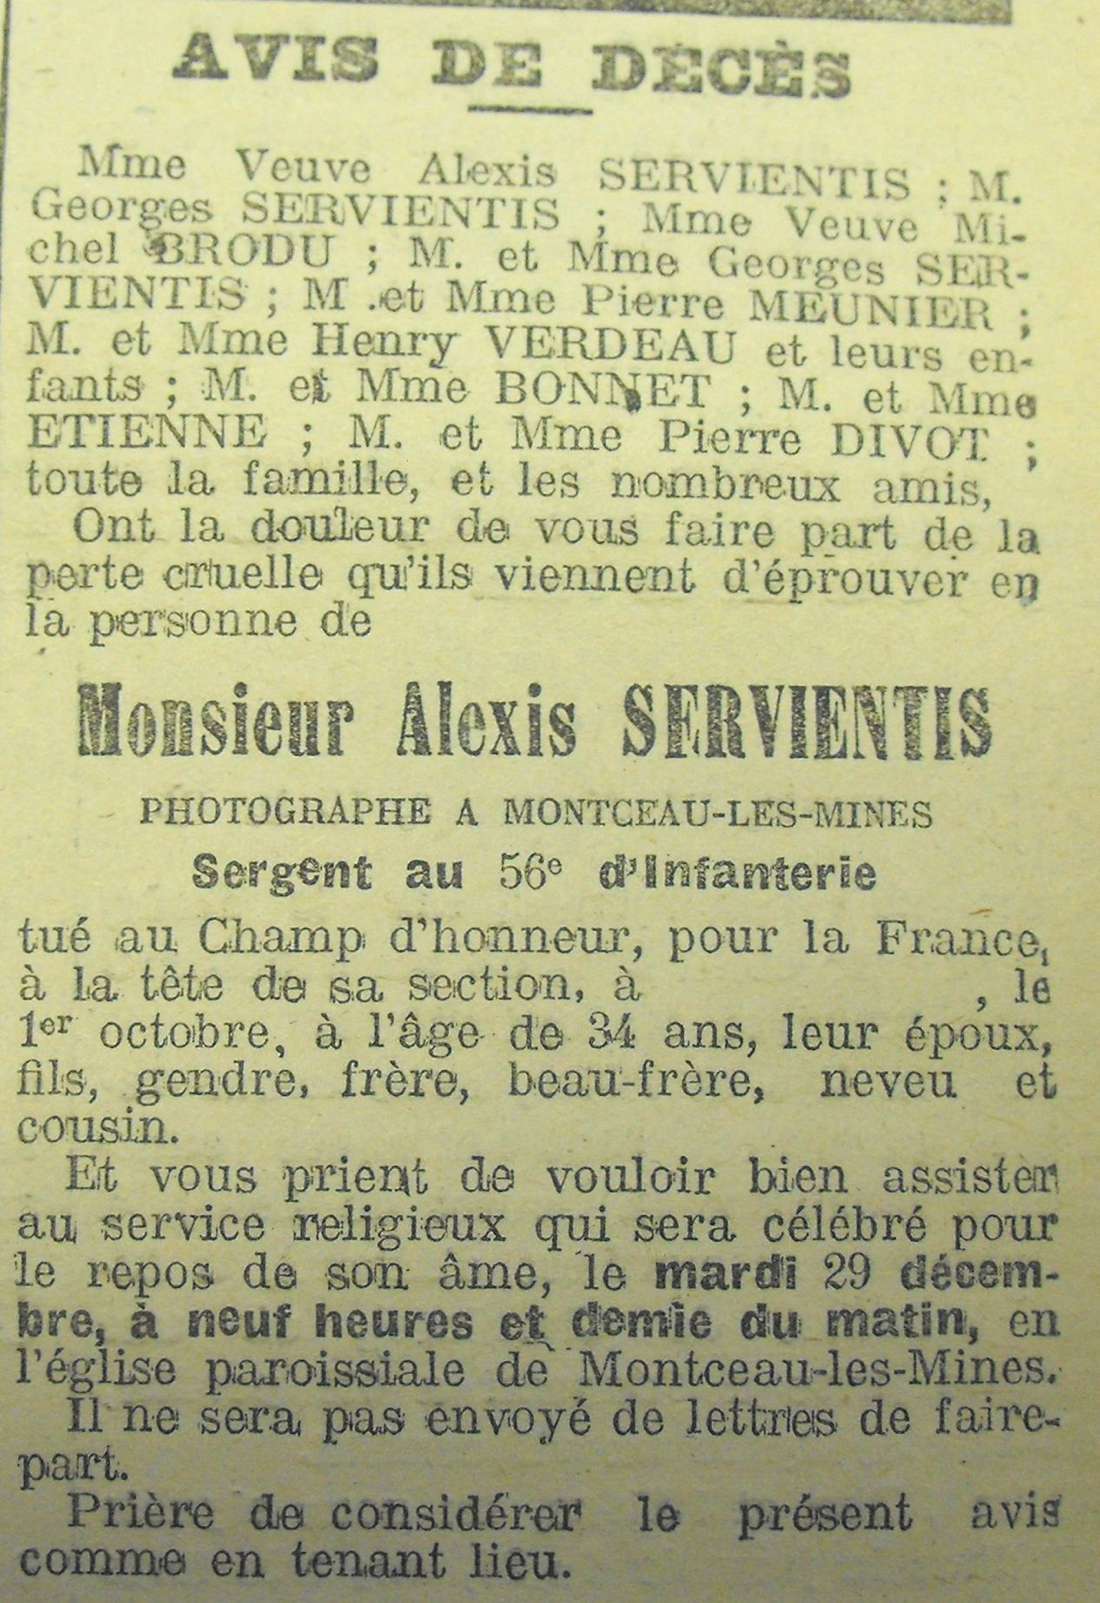 AVIS DE DÉCÈS
Mme Veuve Alexis SERVIENTIS ; M.
Georges SERVIENTIS ; Mme Veuve Mi-
chel BRODU ; M. et Mme Georges SER-
VIENTIS ; M .et Mme Pierre MEUNIER ;
M. et Mme Henry VERDEAU et leurs en-
fants ; M. et Mme BONNET ; M. et Mme
ETIENNE ; M. et Mme Pierre DIVOT ;
toute la famille, et les nombreux amis,
Ont la douleur de vous faire part de la
perte cruelle qu'ils viennent d'éprouver en
la personne de
Monsieur Alexis SERVIENTIS
PHOTOGRAPHE A MONTCEAU-LES-MINES
Sergent au 56e d'Infanterie
tué au Champ d'honneur, pour la France,
à la tête de sa section, à , le
1er octobre, à l'âge de 34 ans, leur époux,
fils, gendre, frère, beau-frère, neveu et
cousin.
Et vous prient de vouloir bien assister
au service religieux qui sera célébré pour
le repos de son âme, le mardi 29 décem-
bre, à neuf heures et demie du matin, en
l'église paroissiale de Montceau-les-Mines.
Il ne sera pas envoyé de lettres de faire-
part.
Prière de considérer le présent avis
comme en tenant lieu.